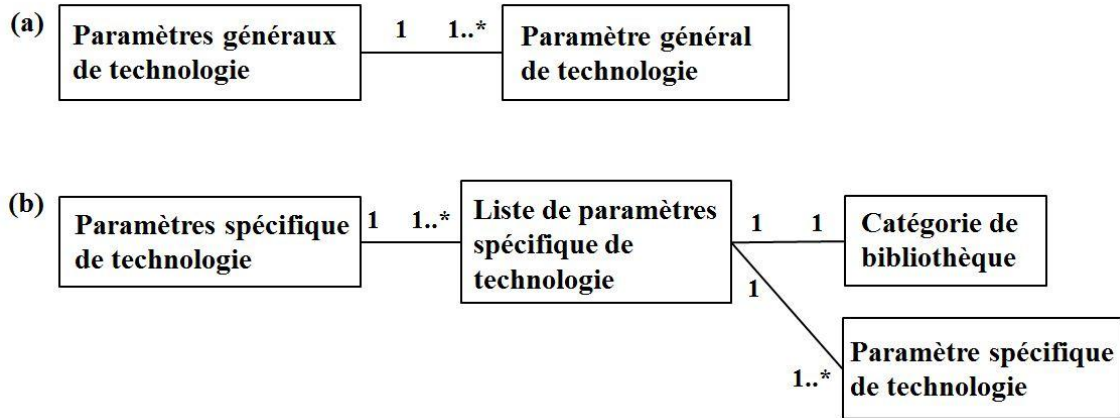 (a)
Paramètres généraux
de technologie
1 1..*
Paramètre général
de technologie
(b)
Paramètres spécifique
de technologie
1 1..*
Liste de paramètres
spécifique de
technologie
1 1
Catégorie de
bibliothèque
1
1..*
Paramètre spécifique
de technologie